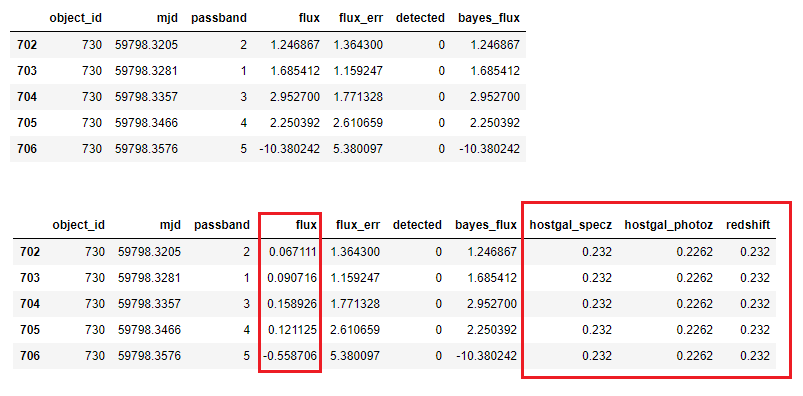 object_id mjd passband flux flux_err detected bayes_flux
702 730 59798.3205 2 1.246867 1.364300 0 1.246867
703 730 59798.3281 1 1.685412 1.159247 0 1.685412
704 730 59798.3357 3 2.952700 1.771328 0 2.952700
705 730 59798.3466 4 2.250392 2.610659 0 2.250392
706 730 59798.3576 5 -10.380242 5.380097 0 -10.380242
object_id mjd passband flux flux_err detected bayes_flux hostgal_specz hostgal_photoz redshift
702 730 59798.3205 2 0.067111 1.364300 0 1.246867 0.232 0.2262 0.232
703 730 59798.3281 1 0.090716 1.159247 0 1.685412 0.232 0.2262 0.232
704 730 59798.3357 3 0.158926 1.771328 0 2.952700 0.232 0.2262 0.232
705 730 59798.3466 4 0.121125 2.610659 0 2.250392 0.232 0.2262 0.232
706 730 59798.3576 5 -0.558706 5.380097 0 -10.380242 0.232 0.2262 0.232